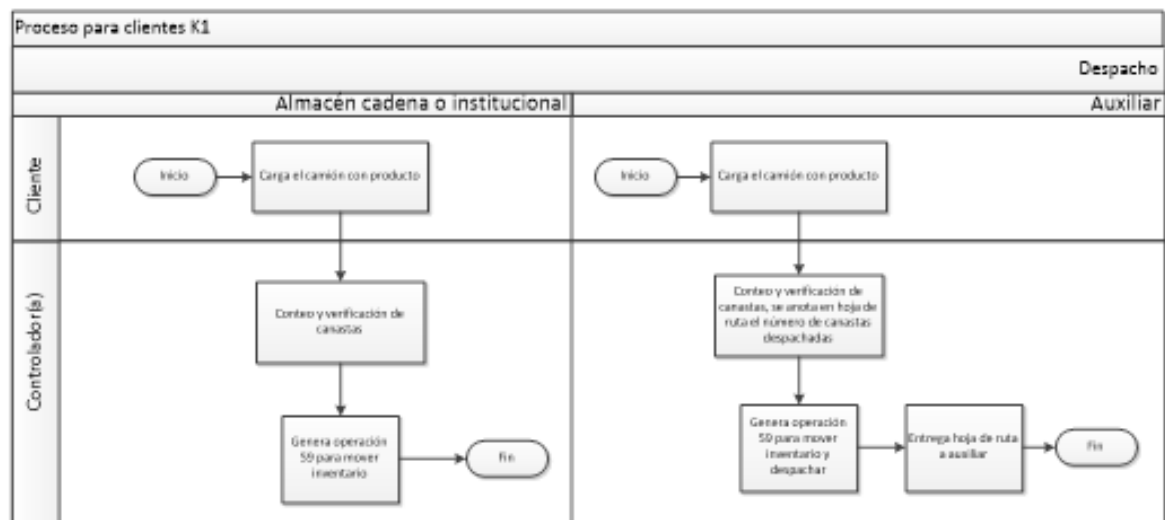 Proceso para clientes K1
Despacho
Almacén cadena o institucional
Auxiliar
Cliente
Inicio
Carga el camión con producto
Inicio
Carga el camión con producto
Controlador(a)
Conteo y verificación de
canastas
Conteo y verificación de
canastas, se anota en hoja de
ruta el número de canastas
despachadas
Genera operación
59 para mover
inventario
Fin
Genera operación
59 para mover
inventario y
despachar
Entrega hoja de ruta
a auxiliar
Fin